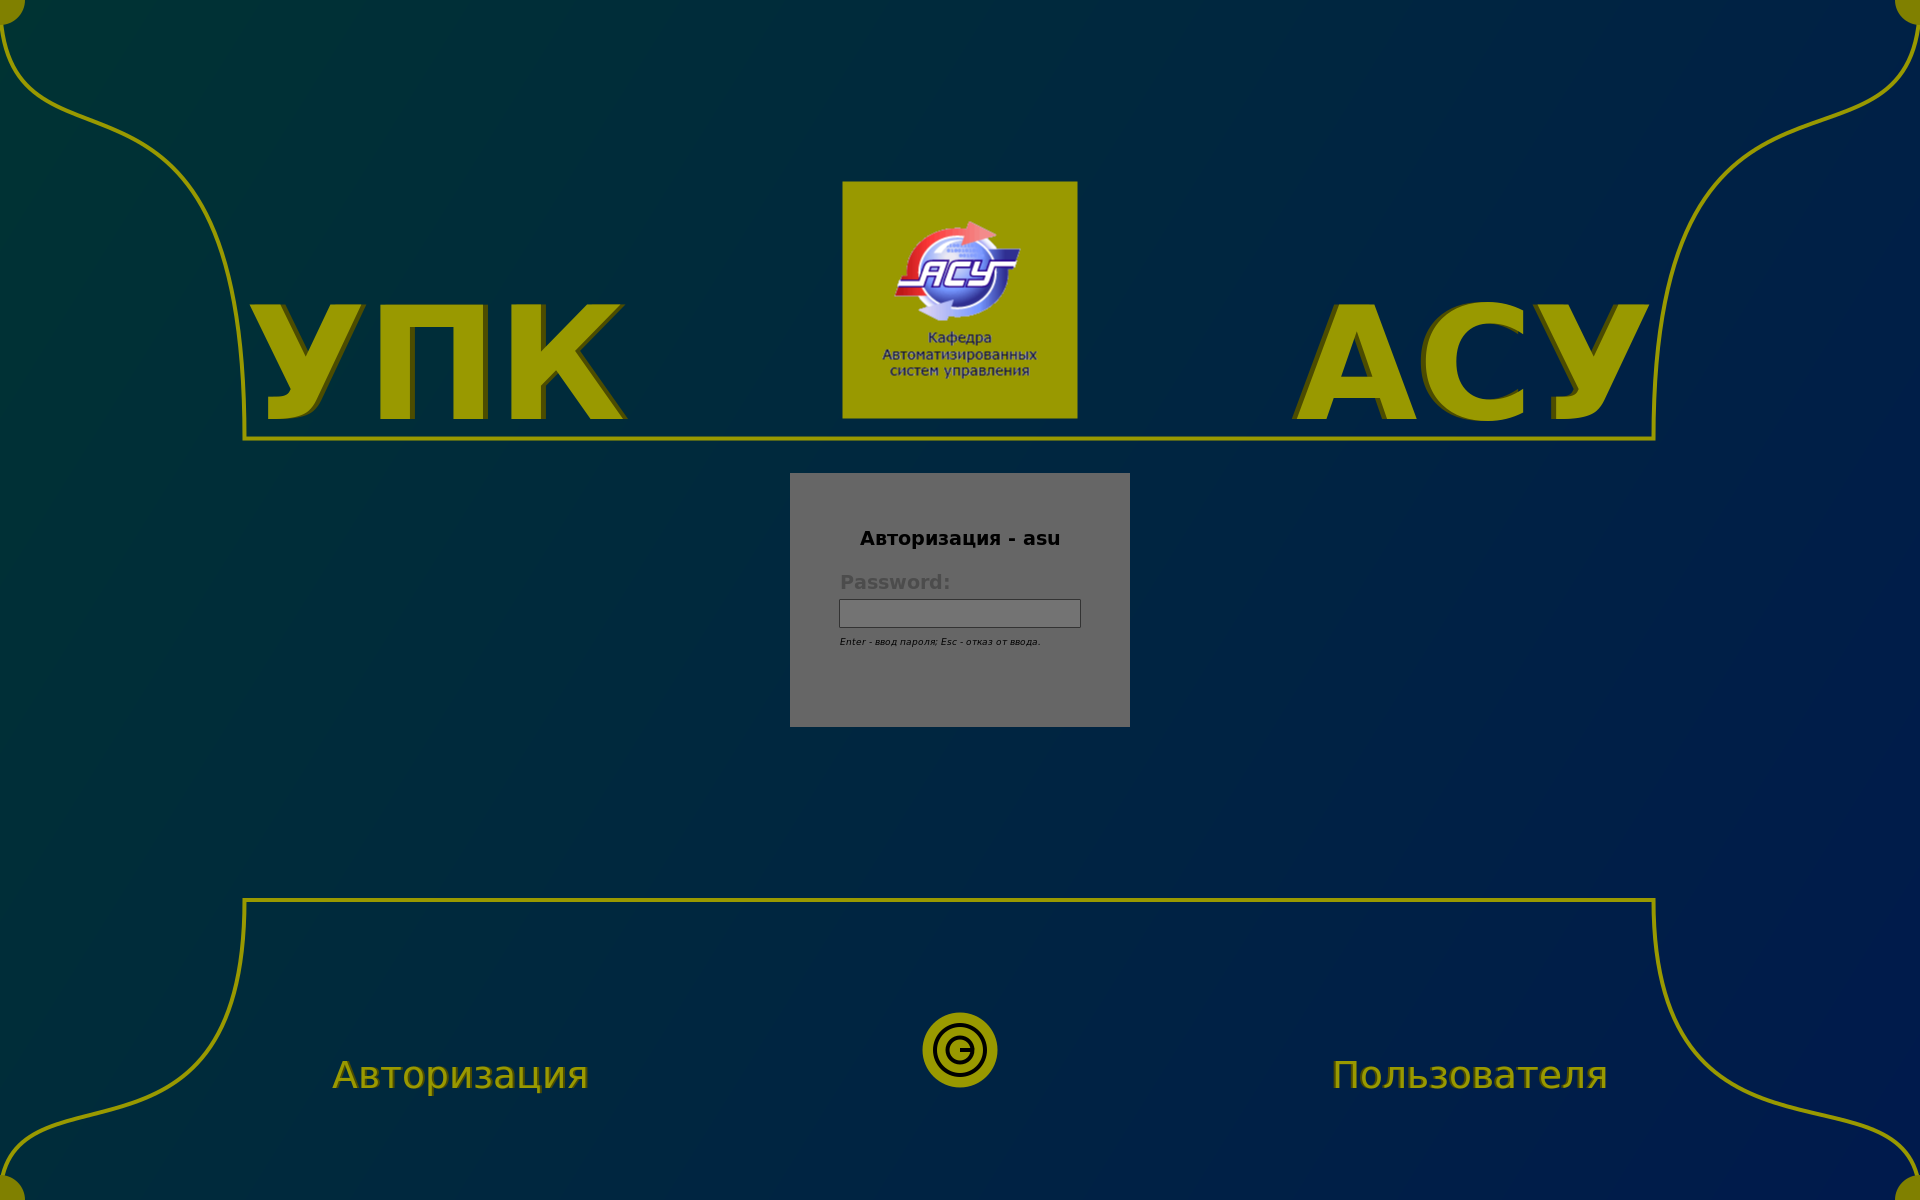 УПК
АСУ
АСУ
Кафедра
Автоматизированных
систем управления
Авторизация - asu
Password:
Enter - ввод пароля; Esc - отказ от ввода.
Авторизация
Пользователя